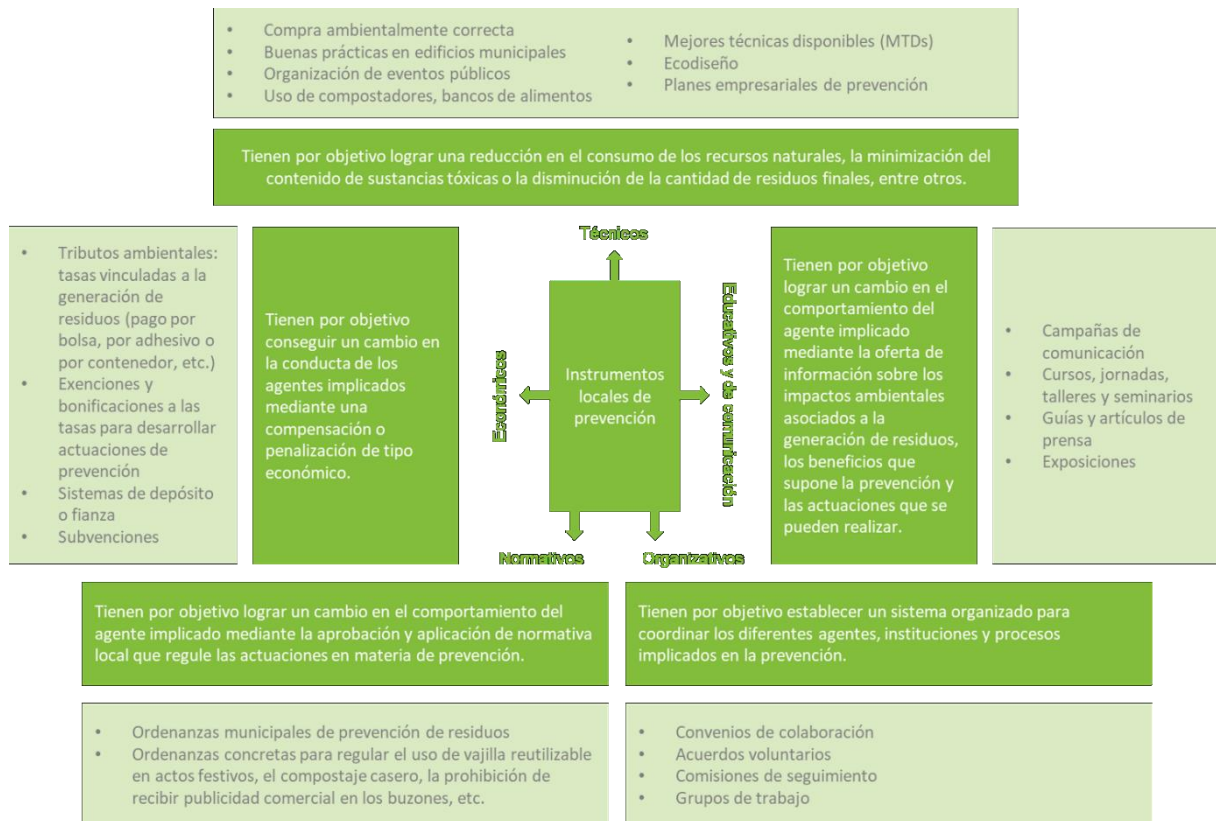 • Compra ambientalmente correcta
• Buenas prácticas en edificios municipales
• Organización de eventos públicos
• Uso de compostadores, bancos de alimentos
• Mejores técnicas disponibles (MTDs)
• Ecodiseño
• Planes empresariales de prevención
Tienen por objetivo lograr una reducción en el consumo de los recursos naturales, la minimización del
contenido de sustancias tóxicas o la disminución de la cantidad de residuos finales, entre otros.
• Tributos ambientales:
tasas vinculadas a la
generación de
residuos (pago por
bolsa, por adhesivo o
por contenedor, etc.)
• Exenciones y
bonificaciones a las
tasas para desarrollar
actuaciones de
prevención
• Sistemas de depósito
o fianza
• Subvenciones
Tienen por objetivo
conseguir un cambio en
la conducta de los
agentes implicados
mediante una
compensación o
penalización de tipo
económico.
Técnicos
Económicos
Instrumentos
locales de
prevención
Educativos y de comunicación
Normativos
Organizativos
Tienen por objetivo
lograr un cambio en el
comportamiento del
agente implicado
mediante la oferta de
información sobre los
impactos ambientales
asociados a la
generación de residuos,
los beneficios que
supone la prevención y
las actuaciones que se
pueden realizar.
• Campañas de
comunicación
• Cursos, jornadas,
talleres y seminarios
• Guías y artículos de
prensa
• Exposiciones
Tienen por objetivo lograr un cambio en el comportamiento del
agente implicado mediante la aprobación y aplicación de normativa
local que regule las actuaciones en materia de prevención.
• Ordenanzas municipales de prevención de residuos
• Ordenanzas concretas para regular el uso de vajilla reutilizable
en actos festivos, el compostaje casero, la prohibición de
recibir publicidad comercial en los buzones, etc.
Tienen por objetivo establecer un sistema organizado para
coordinar los diferentes agentes, instituciones y procesos
implicados en la prevención.
• Convenios de colaboración
• Acuerdos voluntarios
• Comisiones de seguimiento
• Grupos de trabajo